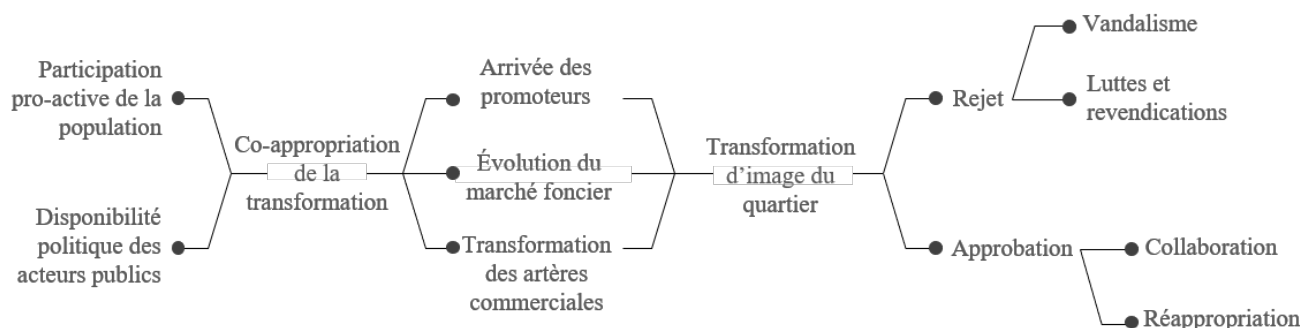 Participation
pro-active de la
population
Disponibilité
politique des
acteurs publics
Co-appropriation
de la
transformation
Arrivée des
promoteurs
Évolution du
marché foncier
Transformation
des artères
commerciales
Transformation
d'image du
quartier
Rejet
Vandalisme
Luttes et
revendications
Approbation
Collaboration
Réappropriation